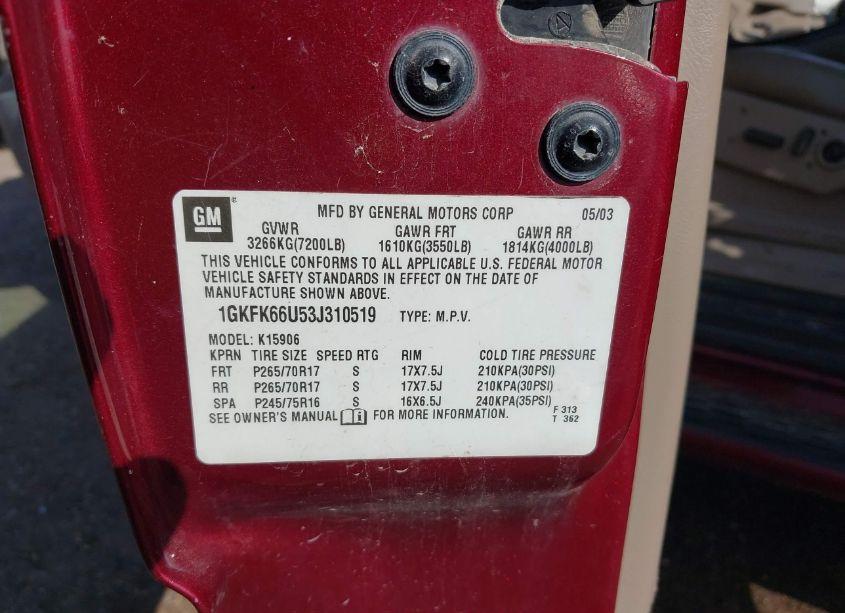 GM ® MFD BY GENERAL MOTORS CORP 05/03
GVWR GAWR FRT GAWR RR
3266KG(7200LB) 1610KG(3550LB) 1814KG(4000LB)
THIS VEHICLE CONFORMS TO ALL APPLICABLE U.S. FEDERAL MOTOR
VEHICLE SAFETY STANDARDS IN EFFECT ON THE DATE OF
MANUFACTURE SHOWN ABOVE.
1GKFK66U53J310519 TYPE: M.P.V.
MODEL: K15906
KPRN TIRE SIZE SPEED RTG RIM COLD TIRE PRESSURE
FRT P265/70R17 S 17X7.5J 210KPA(30PSI)
RR P265/70R17 S 17X7.5J 210KPA(30PSI)
SPA P245/75R16 S 16X6.5J 240KPA(35PSI)
SEE OWNER'S MANUAL FOR MORE INFORMATION. F 313
T 362